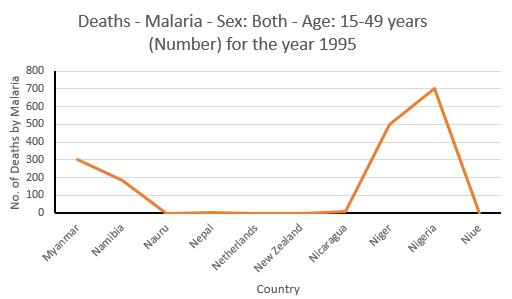 Deaths - Malaria - Sex: Both - Age: 15-49 years
(Number) for the year 1995
No. of Deaths by Malaria
800
700
600
500
400
300
200
100
0
Myanmar
Namibia
Nauru
Nepal
Netherlands
New Zealand
Nicaragua
Niger
Nigeria
Niue
Country